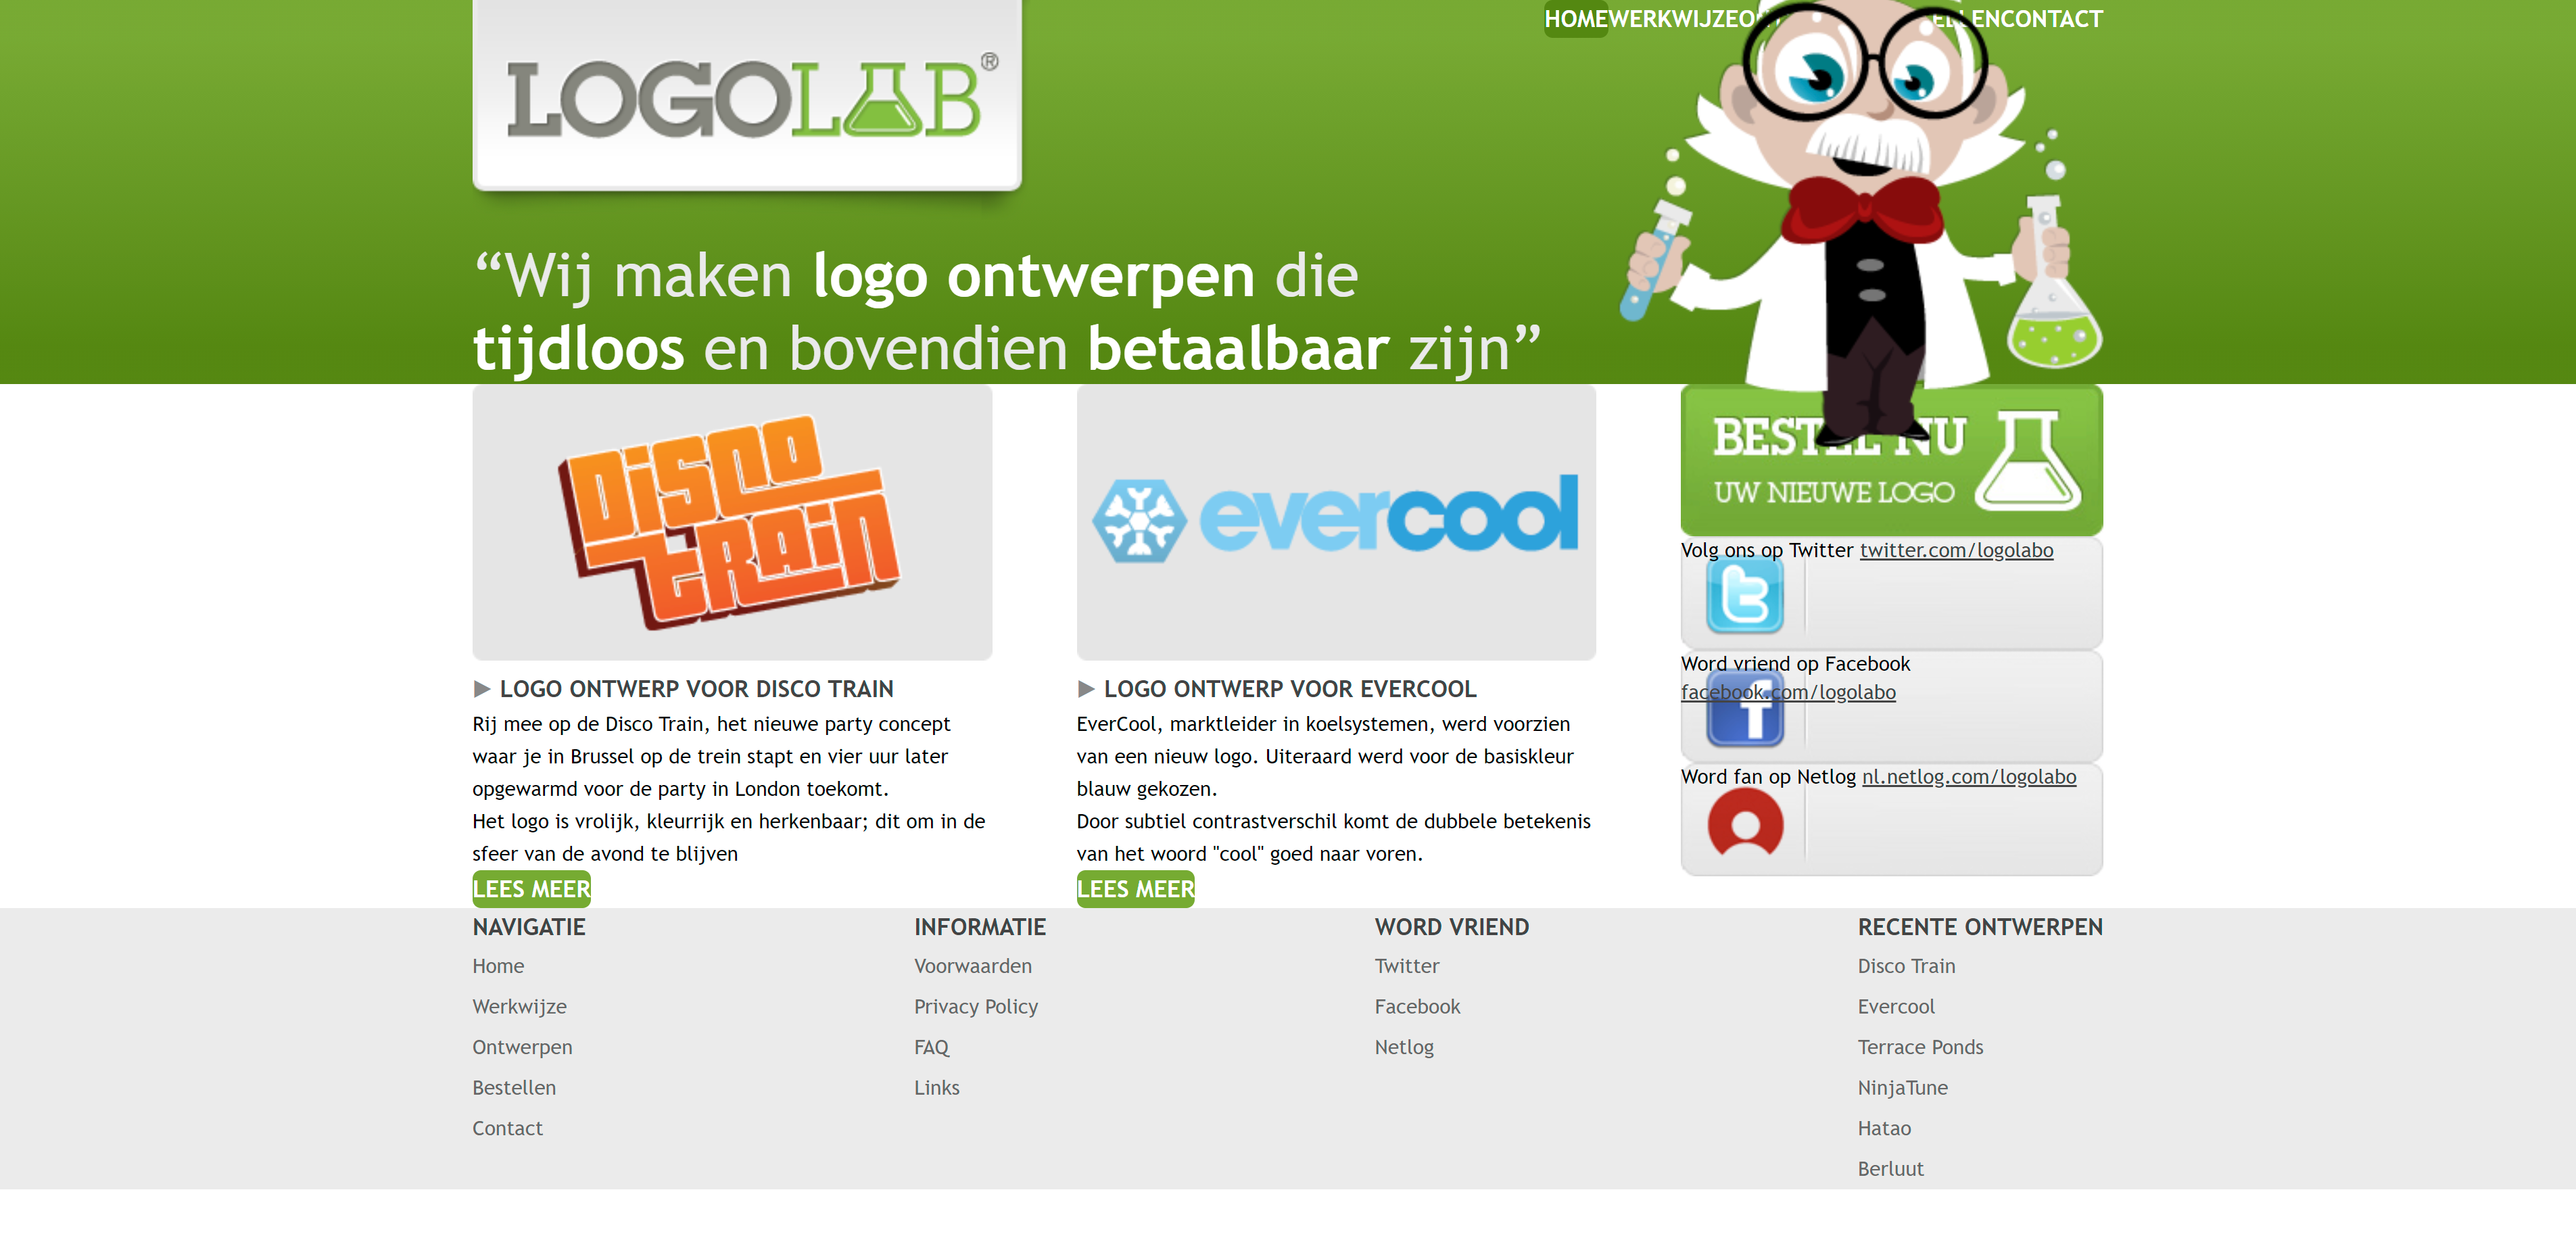 LOGOLAB®
HOME WERKWIJZE CONTACT
“Wij maken logo ontwerpen die
tijdloos en bovendien betaalbaar zijn”
DISCO
TRAIN
► LOGO ONTWERP VOOR DISCO TRAIN
Rij mee op de Disco Train, het nieuwe party concept
waar je in Brussel op de trein stapt en vier uur later
opgewarmd voor de party in London toekomt.
Het logo is vrolijk, kleurrijk en herkenbaar; dit om in de
sfeer van de avond te blijven
LEES MEER
evercool
► LOGO ONTWERP VOOR EVERCOOL
EverCool, marktleider in koelsystemen, werd voorzien
van een nieuw logo. Uiteraard werd voor de basiskleur
blauw gekozen.
Door subtiel contrastverschil komt de dubbele betekenis
van het woord "cool" goed naar voren.
LEES MEER
BESTEL NU
UW NIEUWE LOGO
Volg ons op Twitter twitter.com/logolabo
t
Word vriend op Facebook
facebook.com/logolabo
f
Word fan op Netlog nl.netlog.com/logolabo
NAVIGATIE
Home
Werkwijze
Ontwerpen
Bestellen
Contact
INFORMATIE
Voorwaarden
Privacy Policy
FAQ
Links
WORD VRIEND
Twitter
Facebook
Netlog
RECENTE ONTWERPEN
Disco Train
Evercool
Terrace Ponds
NinjaTune
Hatao
Berluut